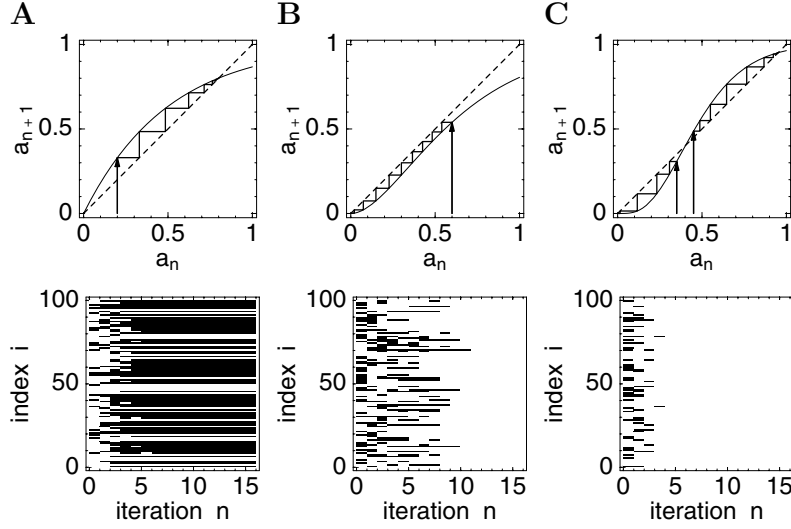 A B C
1 1 1
a_{n+1} a_{n+1} a_{n+1}
0.5 0.5 0.5
0 0 0
0 0.5 1 0 0.5 1 0 0.5 1
a_n a_n a_n
100 100 100
index i index i index i
50 50 50
0 0 0
0 5 10 15 0 5 10 15 0 5 10 15
iteration n iteration n iteration n